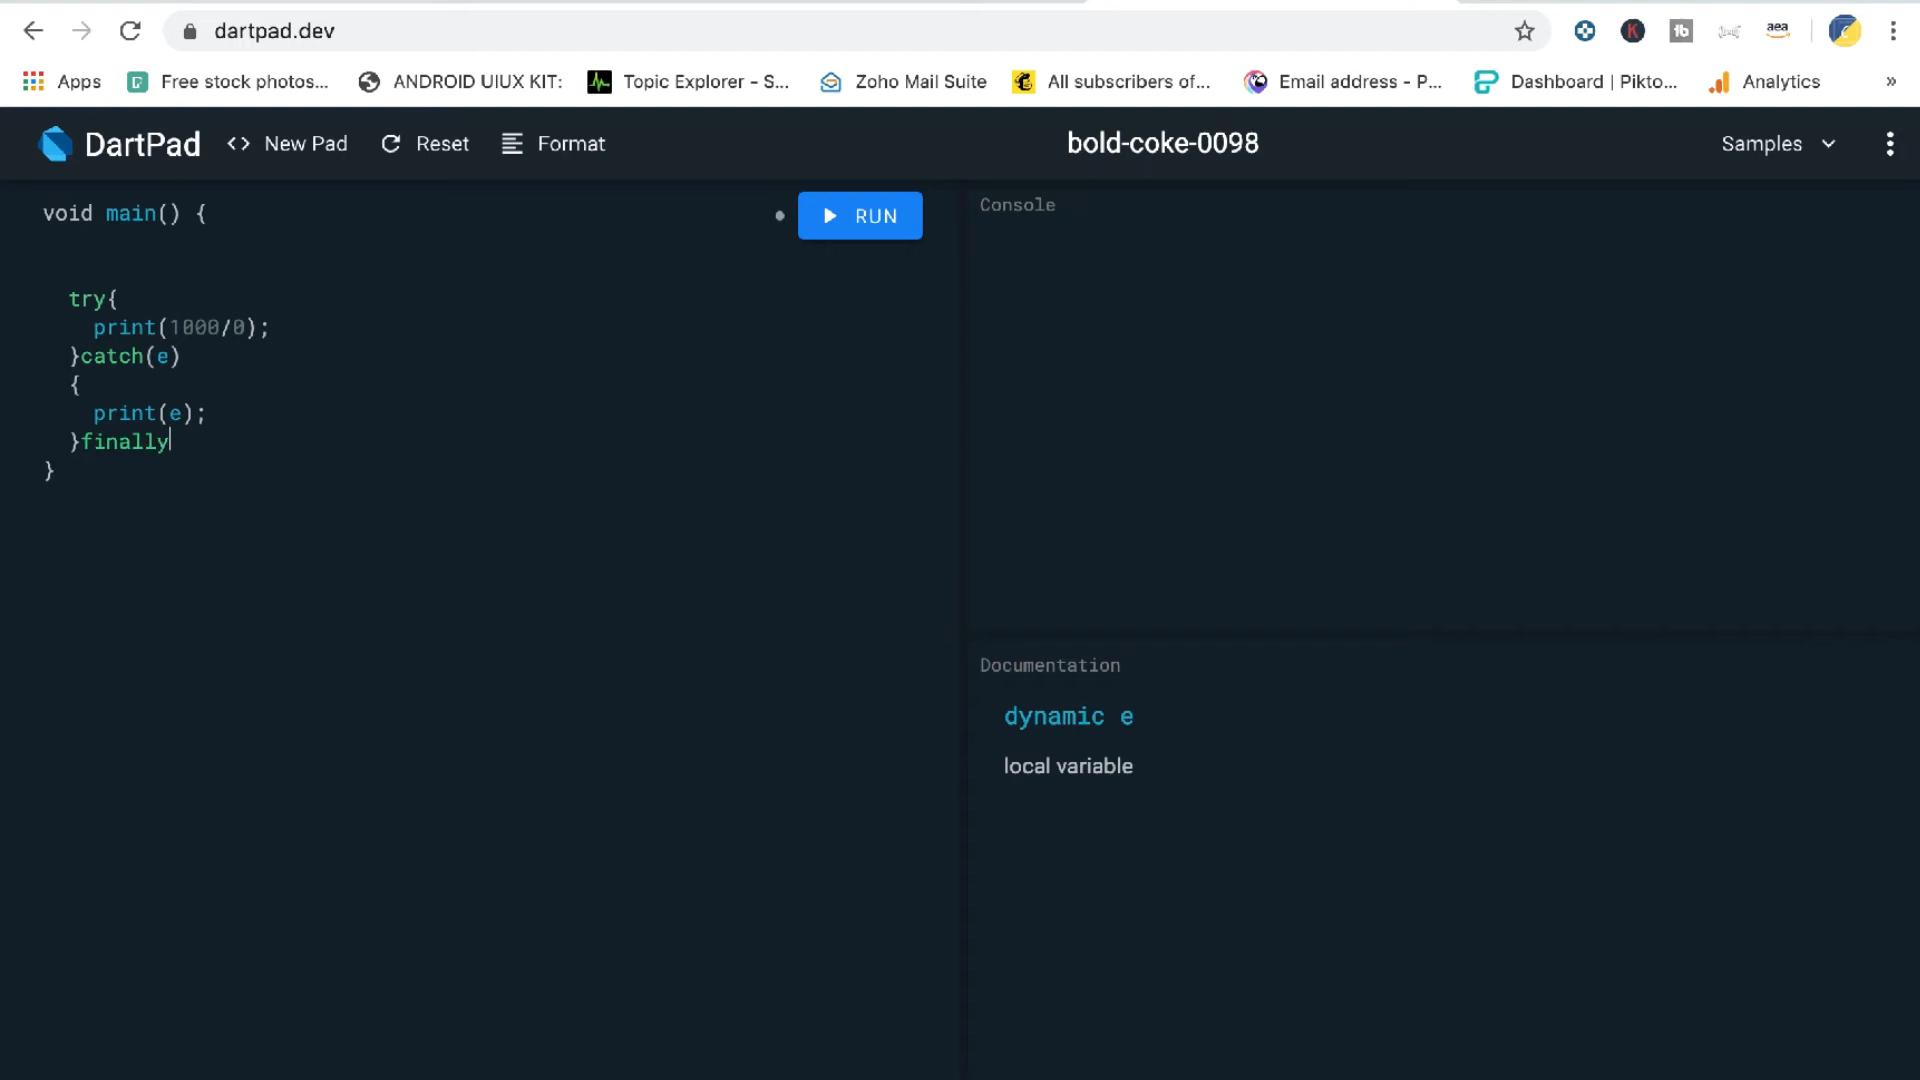 dartpad.dev
Apps
Free stock photos...
ANDROID UIUX KIT:
Topic Explorer - S...
Zoho Mail Suite
All subscribers of...
Email address - P...
Dashboard | Pikto...
Analytics
»
DartPad
<> New Pad
Reset
Format
bold-coke-0098
Samples
void main() {
RUN
try{
print(1000/0);
}catch(e)
{
print(e);
}finally
}
Console
Documentation
dynamic e
local variable
K
tb
aea